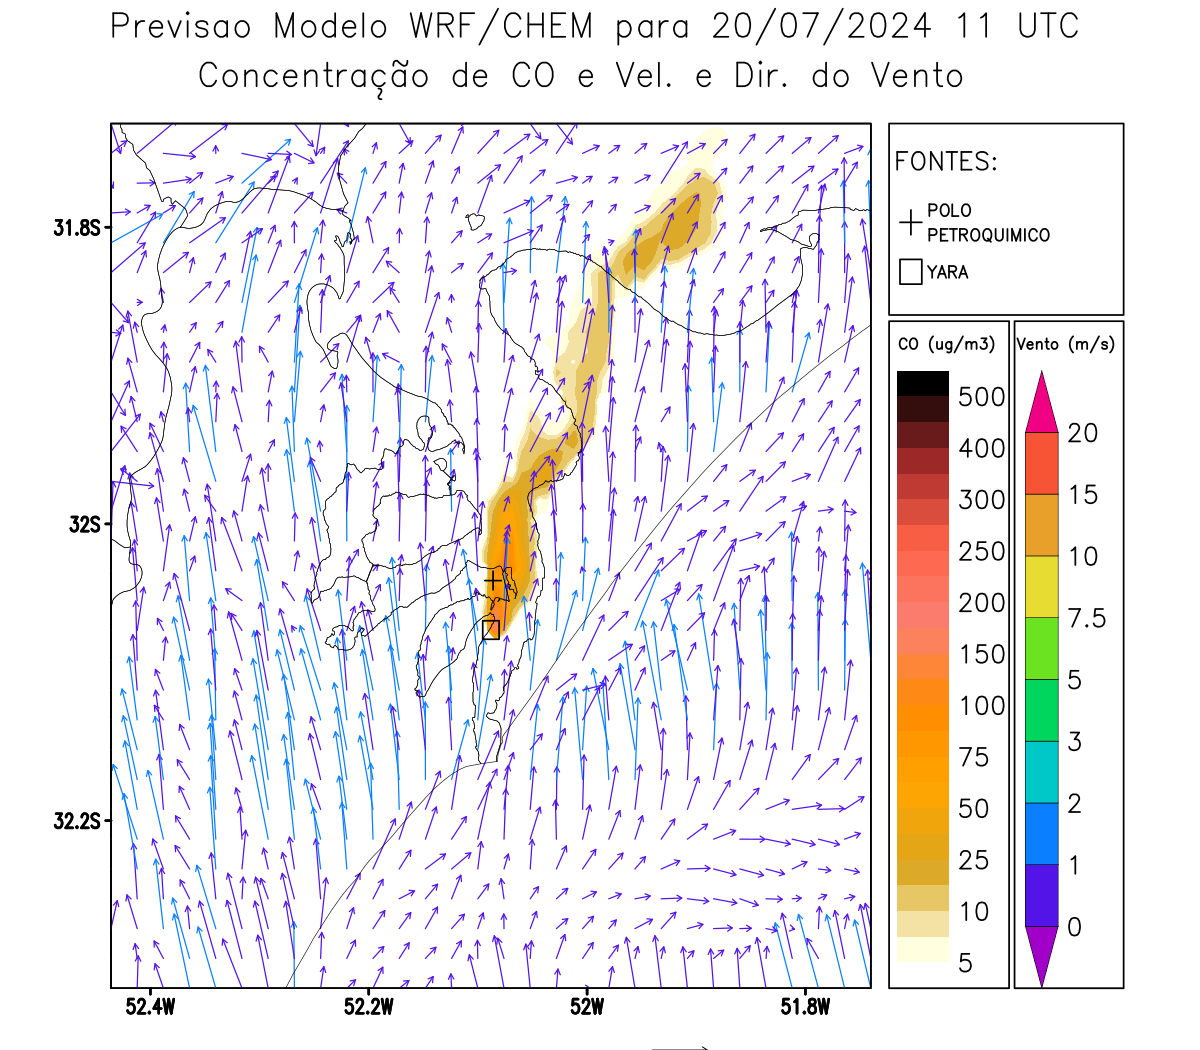 Previsao Modelo WRF/CHEM para 20/07/2024 11 UTC
Concentração de CO e Vel. e Dir. do Vento
FONTES:
POLO
PETROQUIMICO
YARA
CO (ug/m3)
500
400
300
250
200
150
100
75
50
25
10
5
Vento (m/s)
20
15
10
7.5
5
3
2
1
0
31.8S
32S
32.2S
52.4W
52.2W
52W
51.8W